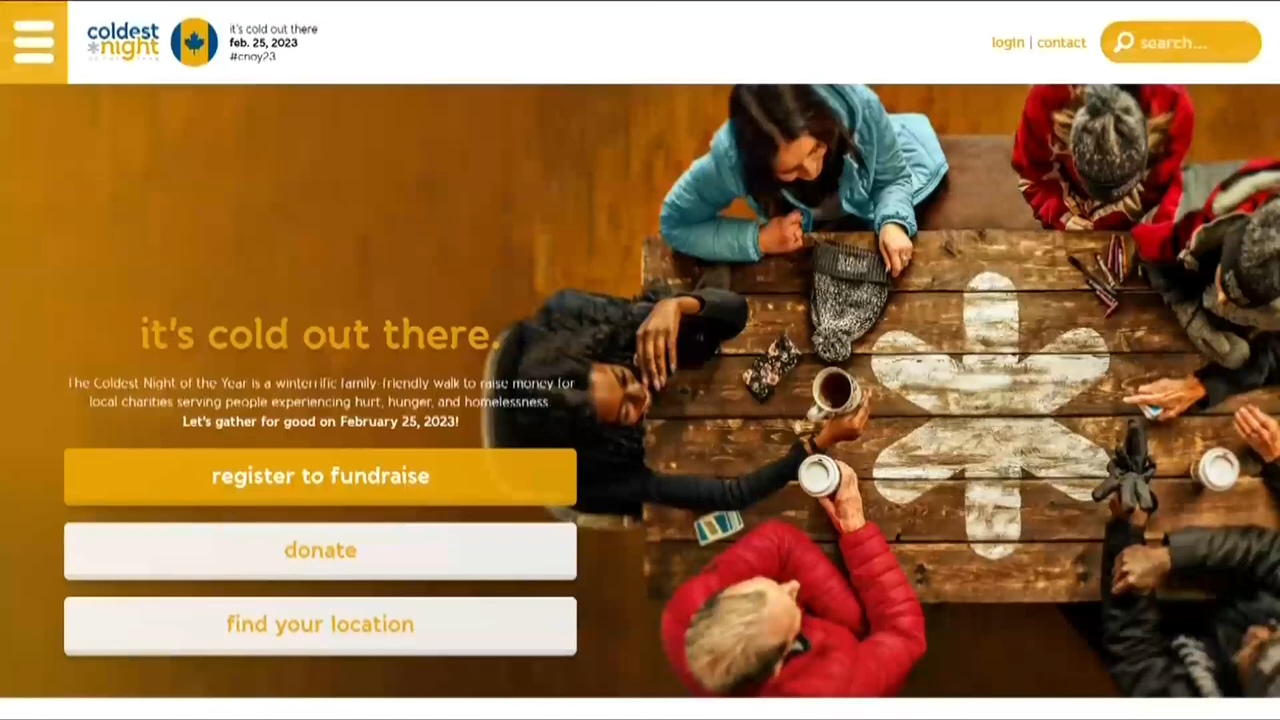 coldest
*night
it's cold out there
feb. 25, 2023
#cnoy23
login | contact
search...
it's cold out there.
The Coldest Night of the Year is a winterrific family-friendly walk to raise money for
local charities serving people experiencing hurt, hunger, and homelessness.
Let's gather for good on February 25, 2023!
register to fundraise
donate
find your location